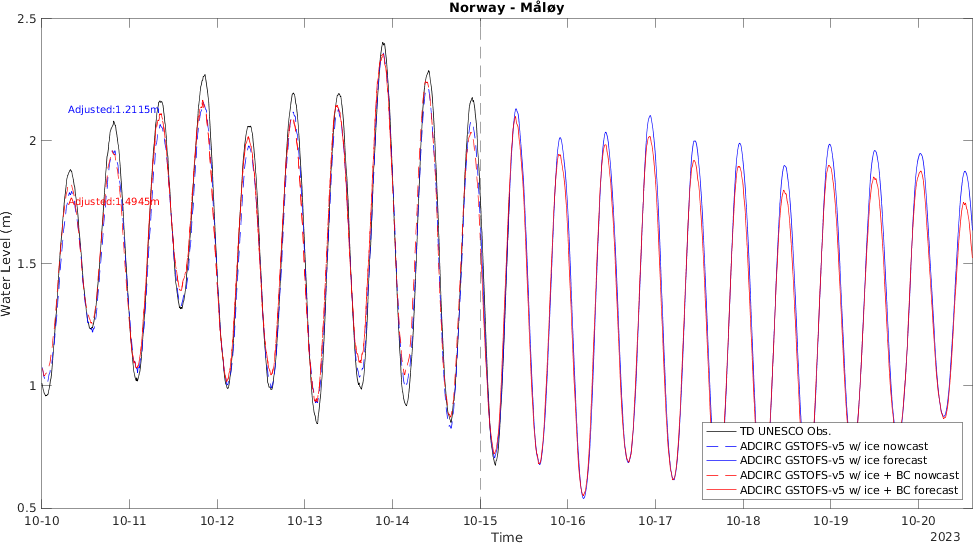 Norway - Måløy
2.5
2
1.5
1
0.5
Water Level (m)
Adjusted:1.2115m
Adjusted:1.4945m
TD UNESCO Obs.
ADCIRC GSTOFS-v5 w/ ice nowcast
ADCIRC GSTOFS-v5 w/ ice forecast
ADCIRC GSTOFS-v5 w/ ice + BC nowcast
ADCIRC GSTOFS-v5 w/ ice + BC forecast
10-10 10-11 10-12 10-13 10-14 10-15 10-16 10-17 10-18 10-19 10-20
Time
2023